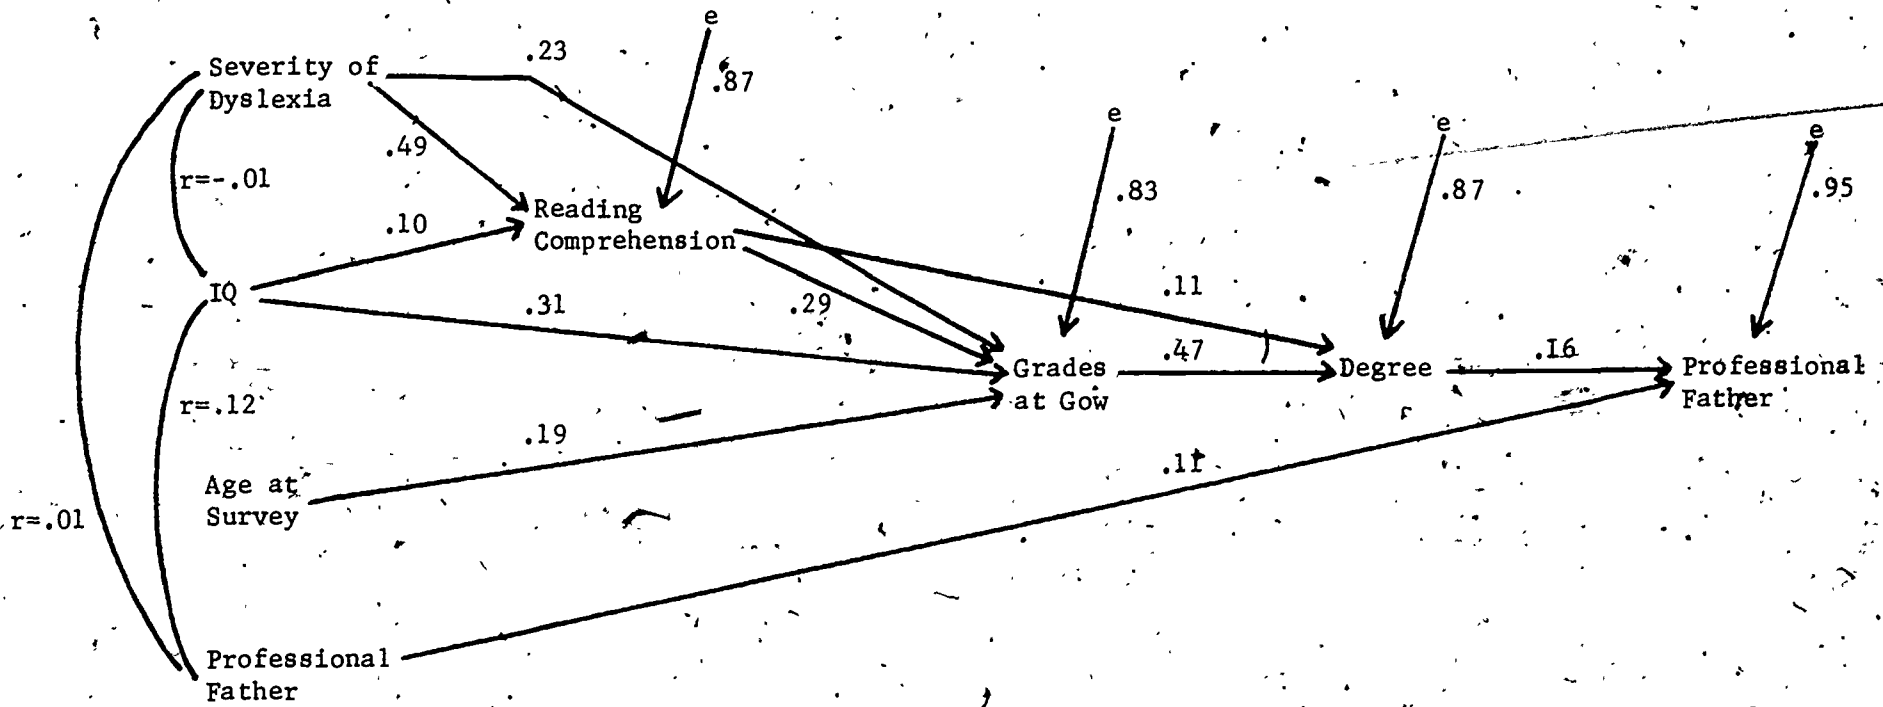 e
.23
Severity of
Dyslexia
.87
e
e
e
.49
r=-.01
.83
.87
.95
Reading
Comprehension
.10
IQ
.31
.29
.11
.47
.16
Grades
at Gow
Degree
Professional
Father
r=.12
.19
.11
Age at
Survey
r=.01
Professional
Father